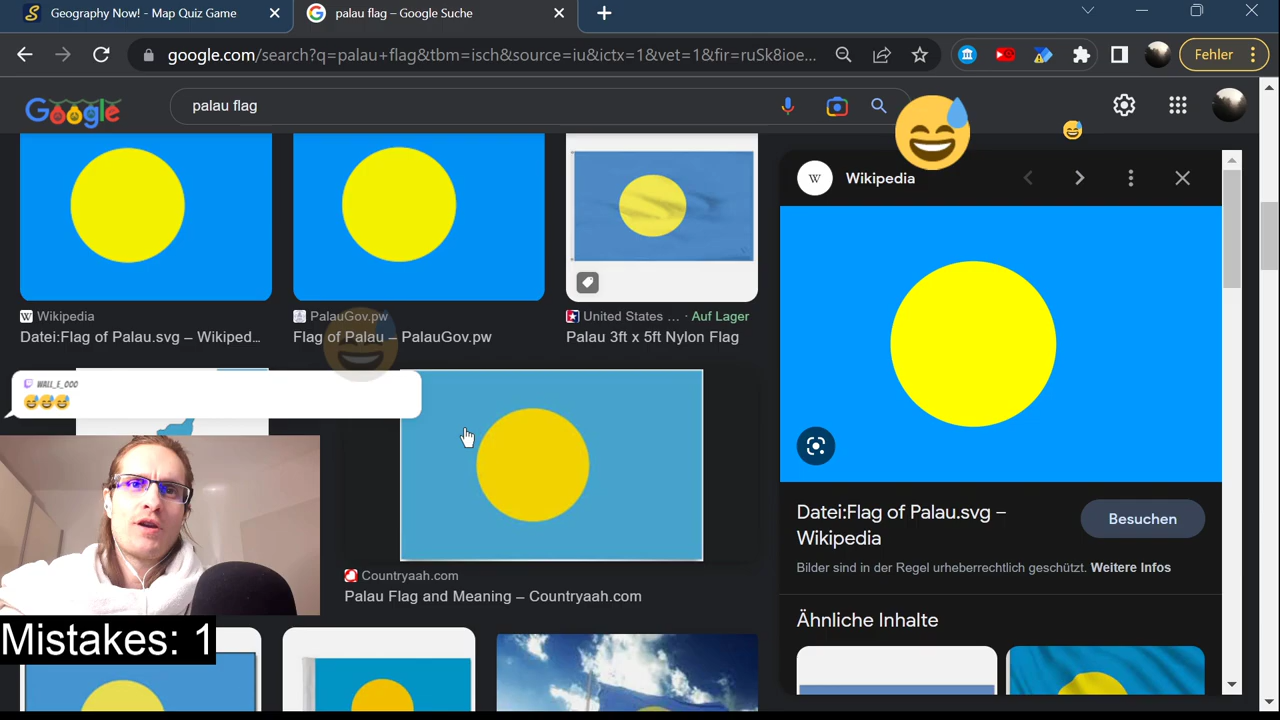 Geography Now! - Map Quiz Game
palau flag – Google Suche
google.com/search?q=palau+flag&tbm=isch&source=iu&ictx=1&vet=1&fir=ruSk8ioe...
Fehler
Google
palau flag
W Wikipedia
W Wikipedia
Datei:Flag of Palau.svg – Wikiped...
PalauGov.pw
Flag of Palau – PalauGov.pw
United States ... · Auf Lager
Palau 3ft x 5ft Nylon Flag
WALL_E_OOO
Datei:Flag of Palau.svg –
Wikipedia
Besuchen
Bilder sind in der Regel urheberrechtlich geschützt. Weitere Infos
Countryaah.com
Palau Flag and Meaning – Countryaah.com
Ähnliche Inhalte
Mistakes: 1